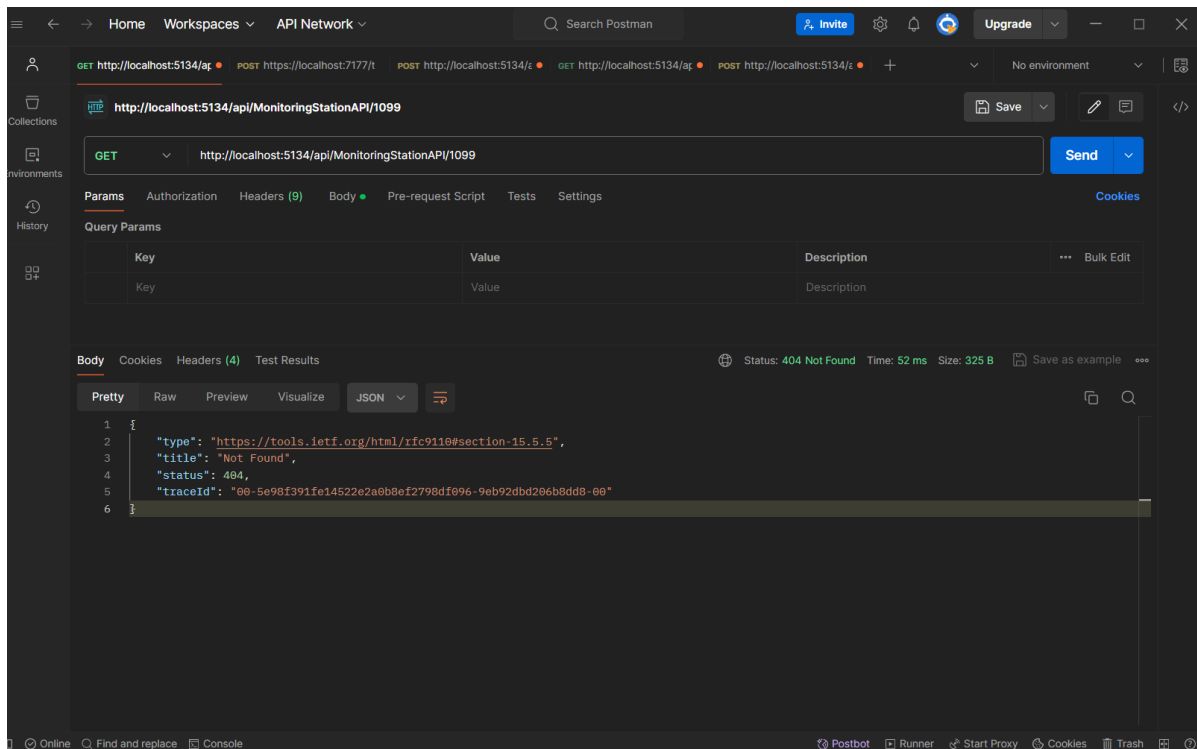 Home Workspaces API Network Search Postman Invite Upgrade
GET http://localhost:5134/ap POST https://localhost:7177/t POST http://localhost:5134/a GET http://localhost:5134/ap POST http://localhost:5134/a No environment
HTTP http://localhost:5134/api/MonitoringStationAPI/1099 Save
Collections
GET http://localhost:5134/api/MonitoringStationAPI/1099 Send
nvironments
Params Authorization Headers (9) Body Pre-request Script Tests Settings Cookies
History
Query Params
Key Value Description Bulk Edit
Key Value Description
Body Cookies Headers (4) Test Results Status: 404 Not Found Time: 52 ms Size: 325 B Save as example
Pretty Raw Preview Visualize JSON
1 {
2 "type": "https://tools.ietf.org/html/rfc9110#section-15.5.5",
3 "title": "Not Found",
4 "status": 404,
5 "traceId": "00-5e98f391fe14522e2a0b8ef2798df096-9eb92dbd206b8dd8-00"
6 }
Online Find and replace Console Postbot Runner Start Proxy Cookies Trash